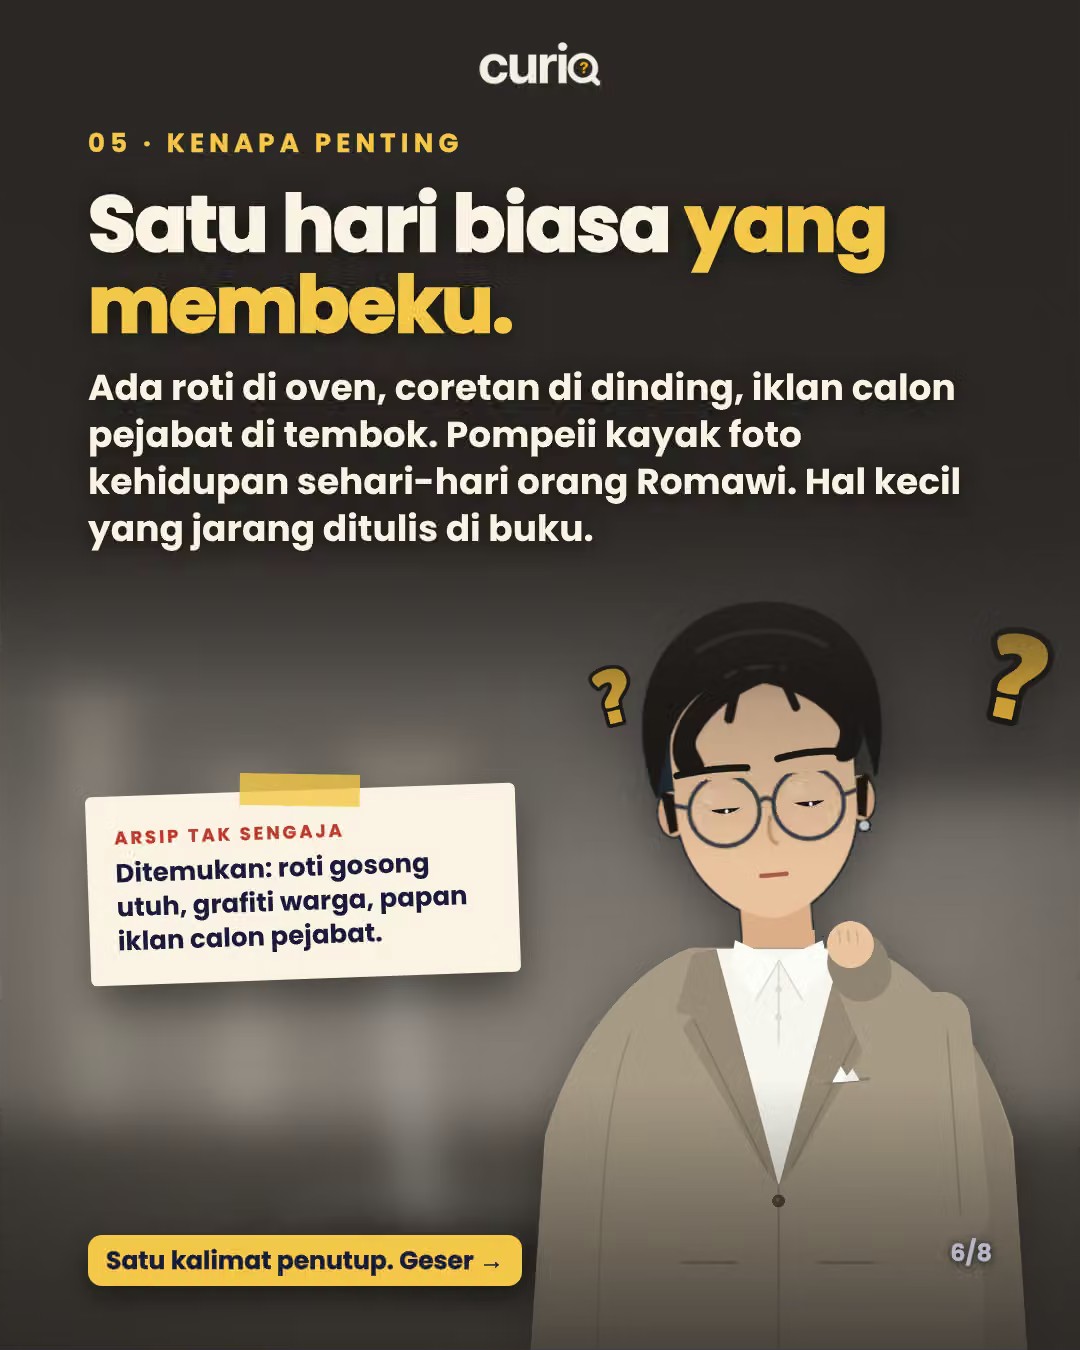 curio
05 · KENAPA PENTING
Satu hari biasa yang
membeku.
Ada roti di oven, coretan di dinding, iklan calon
pejabat di tembok. Pompeii kayak foto
kehidupan sehari-hari orang Romawi. Hal kecil
yang jarang ditulis di buku.
? ?
ARSIP TAK SENGAJA
Ditemukan: roti gosong
utuh, grafiti warga, papan
iklan calon pejabat.
Satu kalimat penutup. Geser →
6/8